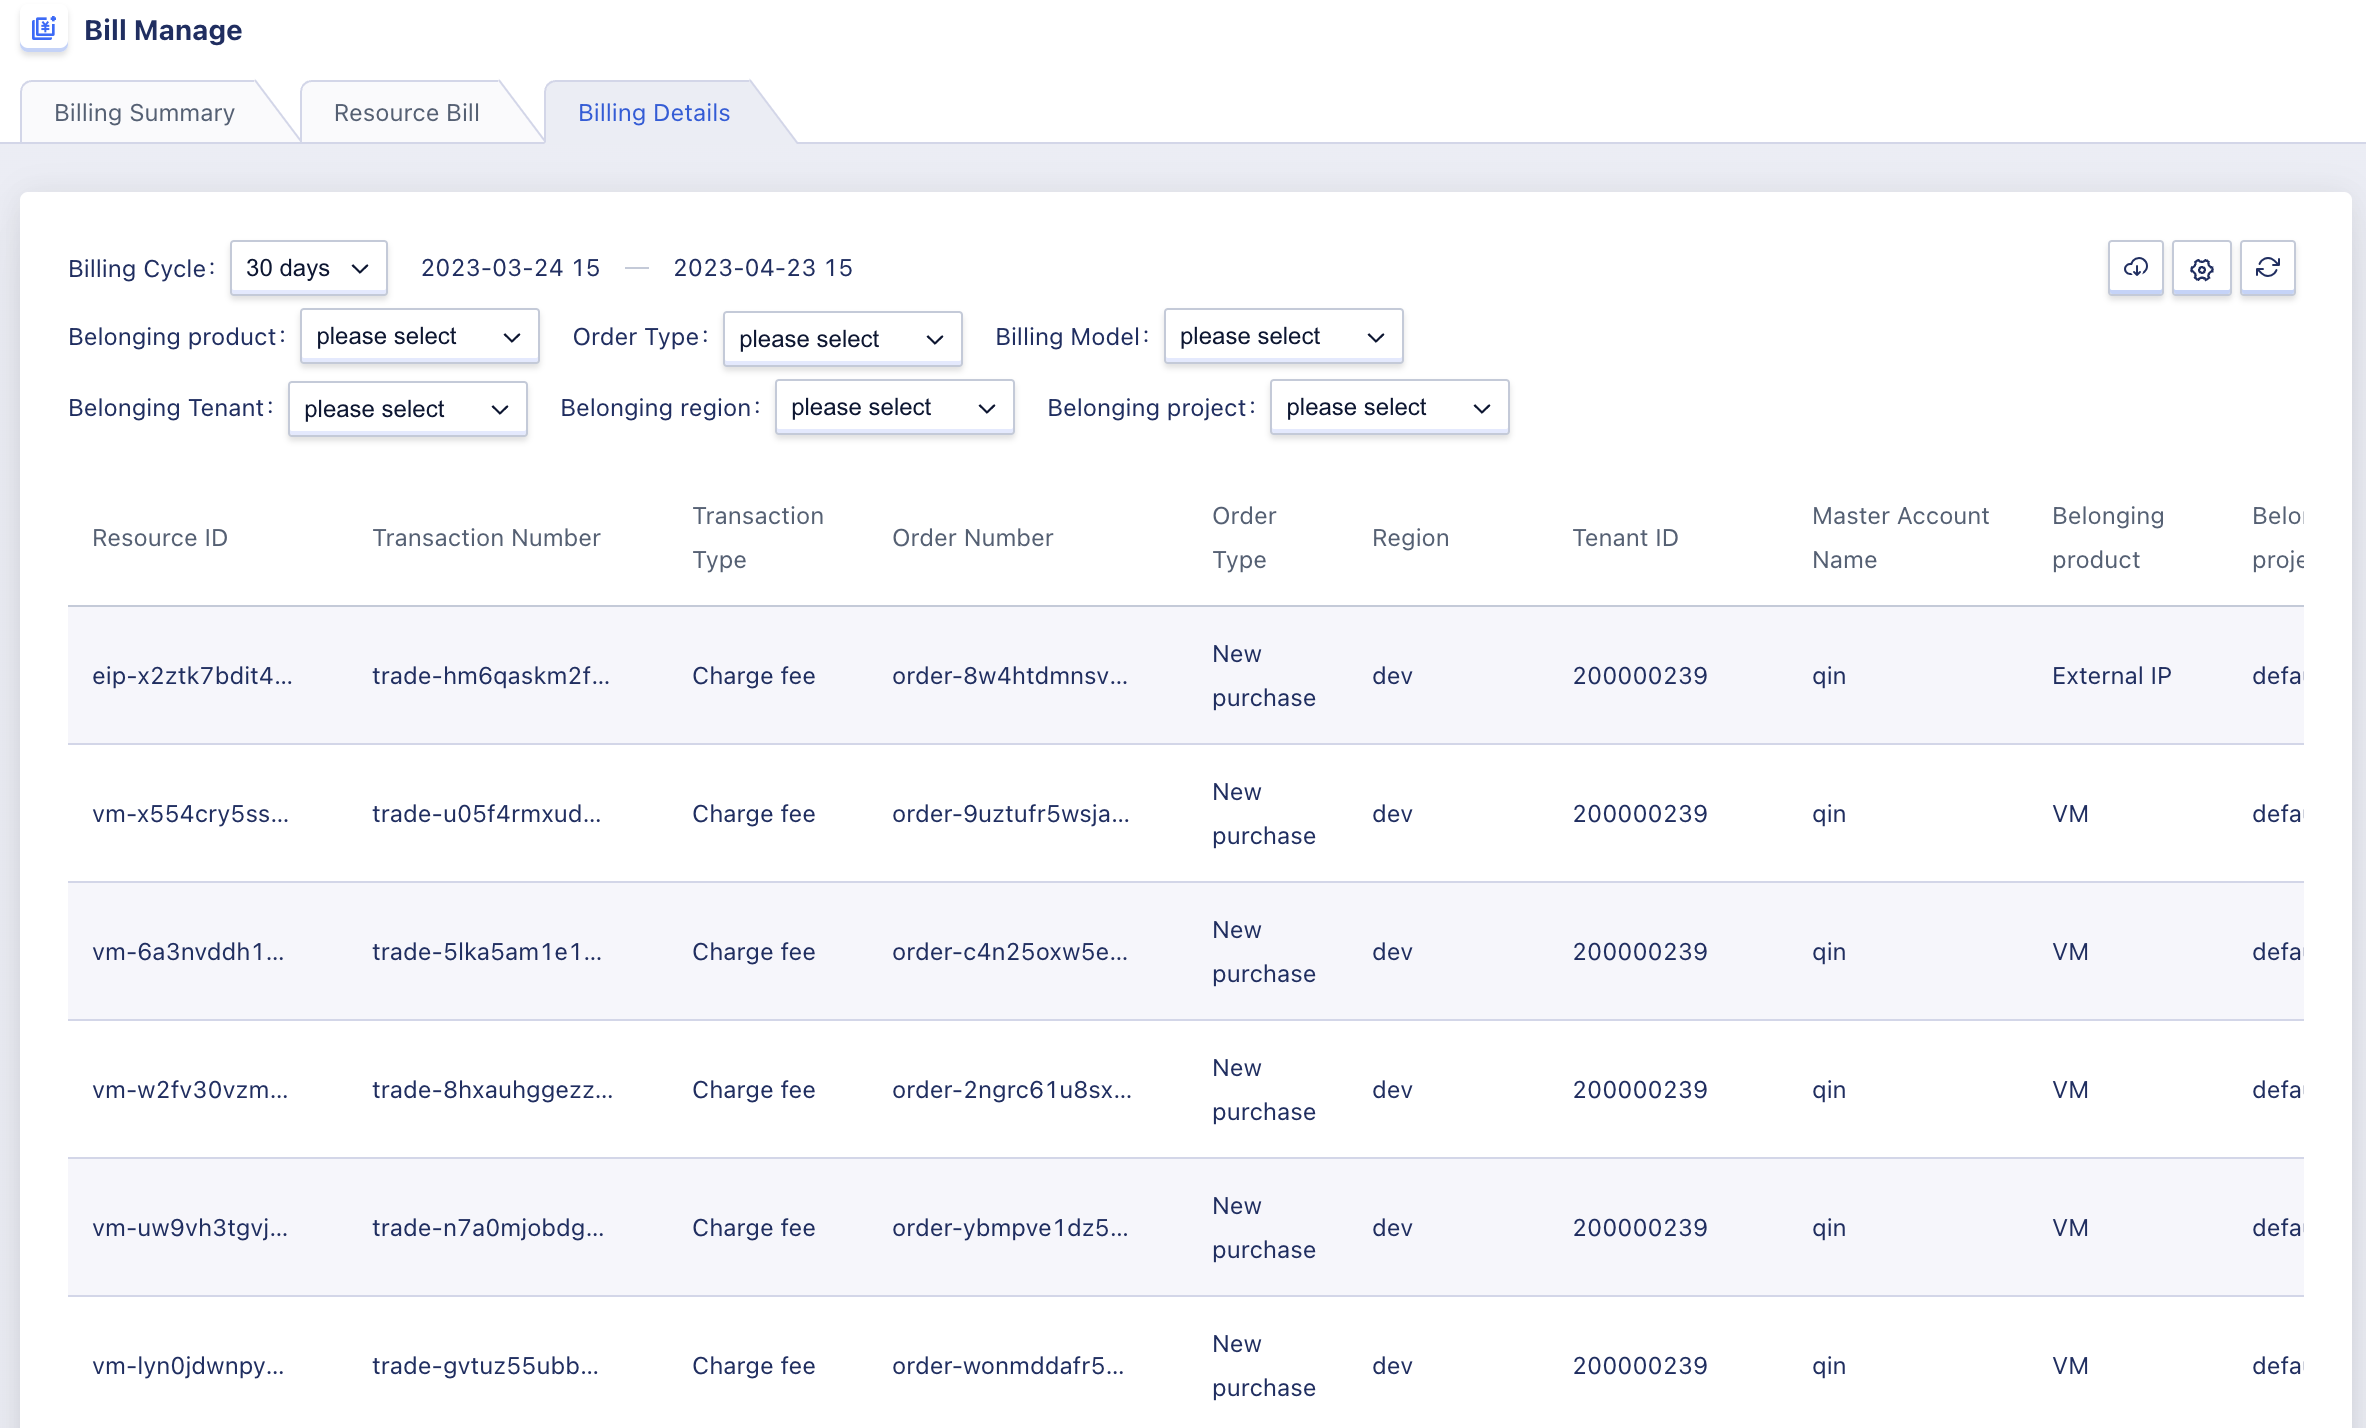 Bill Manage
Billing Summary
Resource Bill
Billing Details
Billing Cycle: 30 days 2023-03-24 15 — 2023-04-23 15
Belonging product: please select Order Type: please select Billing Model: please select
Belonging Tenant: please select Belonging region: please select Belonging project: please select
Resource ID Transaction Number Transaction Type Order Number Order Type Region Tenant ID Master Account Name Belonging product Belo proje
eip-x2ztk7bdit4... trade-hm6qaskm2f... Charge fee order-8w4htdmnsv... New purchase dev 200000239 qin External IP defa
vm-x554cry5ss... trade-u05f4rmxud... Charge fee order-9uztufr5wsja... New purchase dev 200000239 qin VM defa
vm-6a3nvddh1... trade-5lka5am1e1... Charge fee order-c4n25oxw5e... New purchase dev 200000239 qin VM defa
vm-w2fv30vzm... trade-8hxauhggezz... Charge fee order-2ngrc61u8sx... New purchase dev 200000239 qin VM defa
vm-uw9vh3tgvj... trade-n7a0mjobdg... Charge fee order-ybmpve1dz5... New purchase dev 200000239 qin VM defa
vm-lyn0jdwnpy... trade-gvtuz55ubb... Charge fee order-wonmddafr5... New purchase dev 200000239 qin VM defa